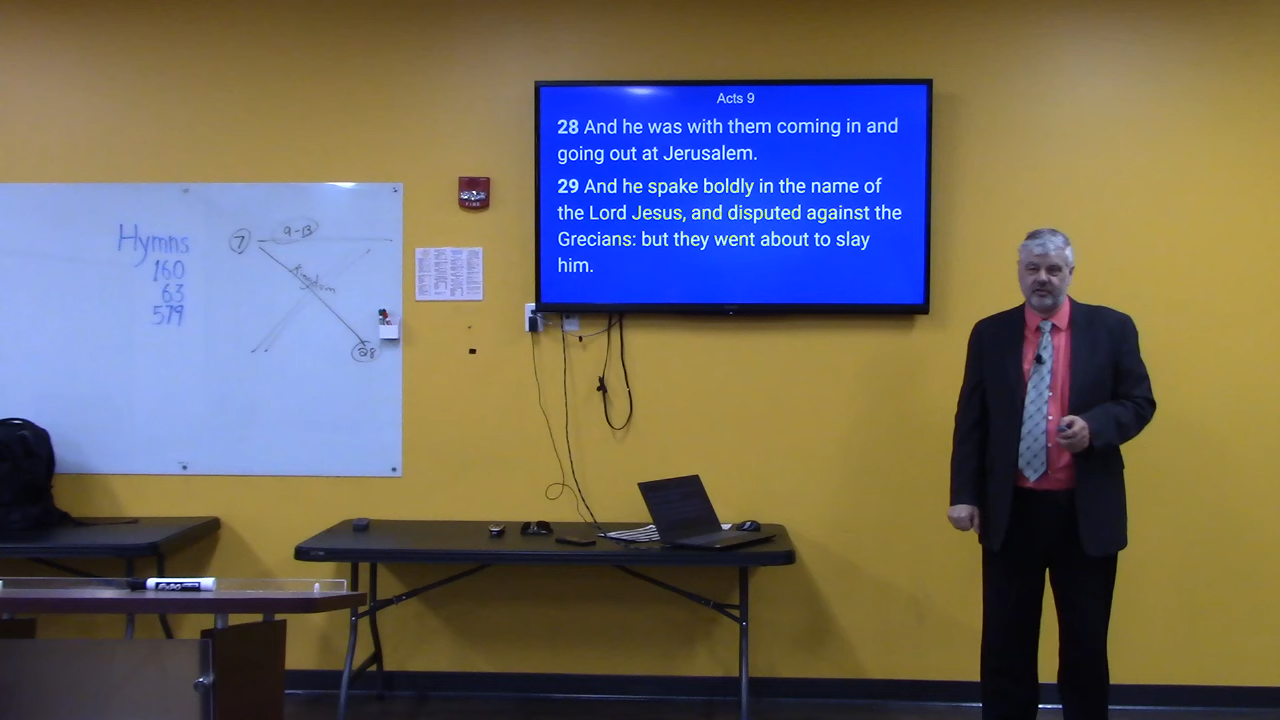 Acts 9
28 And he was with them coming in and
going out at Jerusalem.
29 And he spake boldly in the name of
the Lord Jesus, and disputed against the
Grecians: but they went about to slay
him.
Hymns
160
63
579
7
9-13
Kingdom
28
FIRE
EXPO